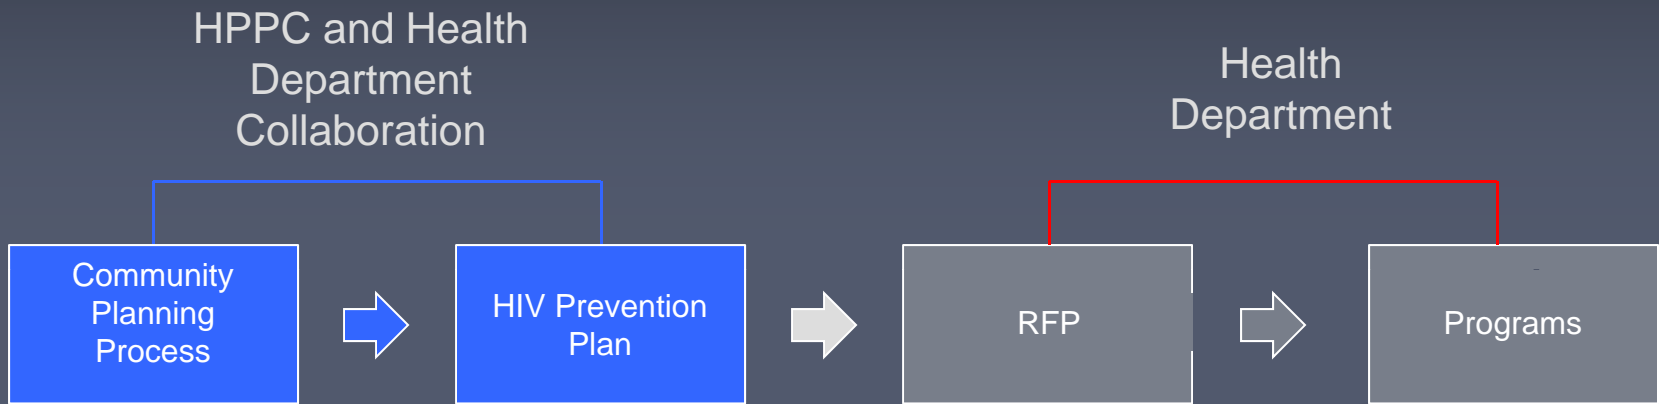 HPPC and Health
Department
Collaboration
Health
Department
Community
Planning
Process
HIV Prevention
Plan
RFP
Programs